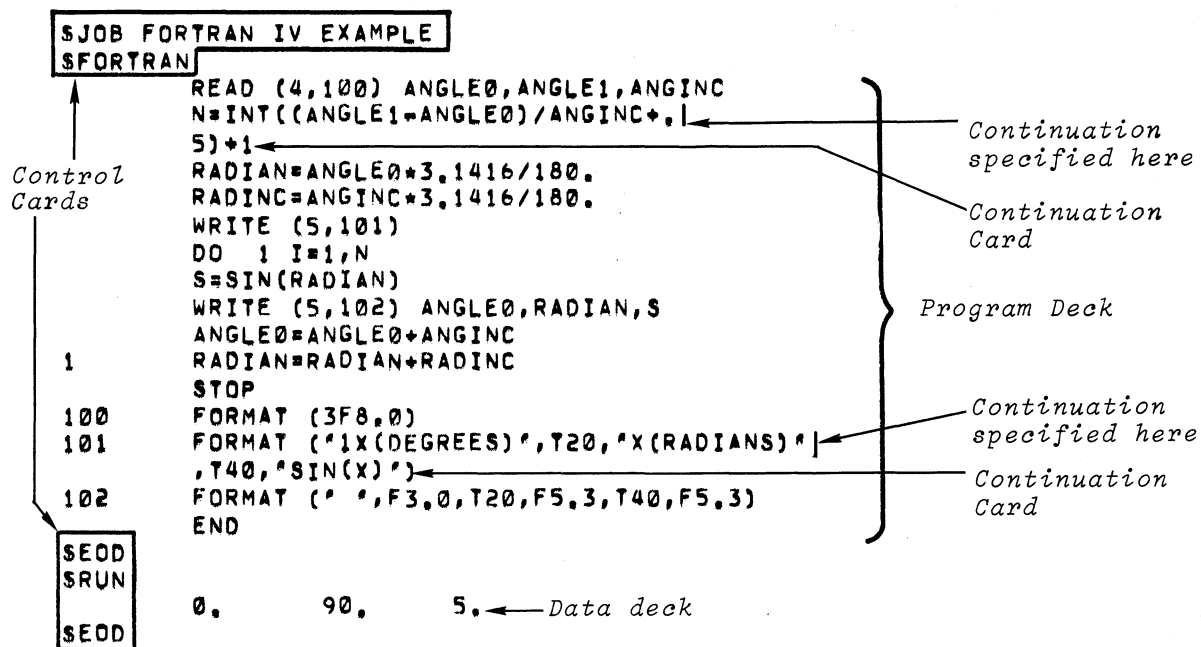 $JOB FORTRAN IV EXAMPLE
$FORTRAN
READ (4,100) ANGLE0,ANGLE1,ANGINC
N=INT((ANGLE1-ANGLE0)/ANGINC+.|
5)+1
RADIAN=ANGLE0*3.1416/180.
RADINC=ANGINC*3.1416/180.
WRITE (5,101)
DO 1 I=1,N
S=SIN(RADIAN)
WRITE (5,102) ANGLE0,RADIAN,S
ANGLE0=ANGLE0+ANGINC
1 RADIAN=RADIAN+RADINC
STOP
100 FORMAT (3F8.0)
101 FORMAT ("1X(DEGREES)",T20,"X(RADIANS)"|
,T40,"SIN(X)")
102 FORMAT (" ",F3.0,T20,F5.3,T40,F5.3)
END
$EOD
$RUN
0. 90. 5.
$EOD
Control
Cards
Continuation
specified here
Continuation
Card
Program Deck
Continuation
specified here
Continuation
Card
Data deck